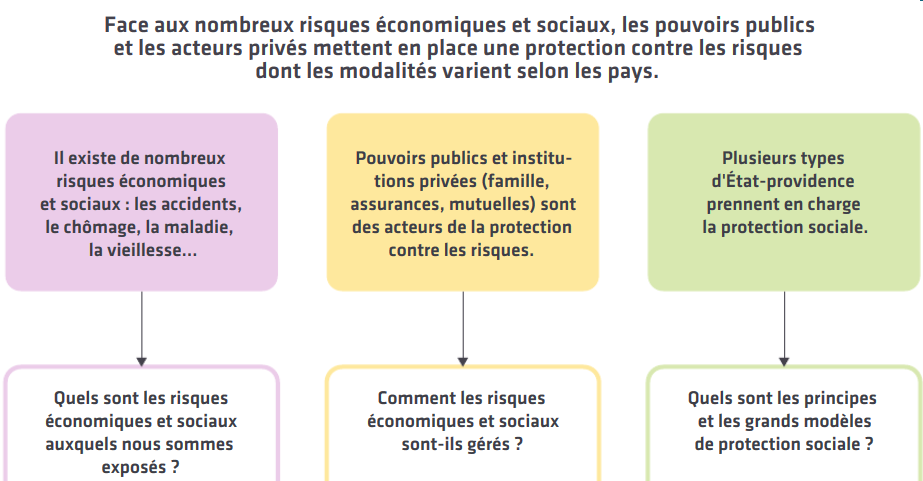 Face aux nombreux risques économiques et sociaux, les pouvoirs publics
et les acteurs privés mettent en place une protection contre les risques
dont les modalités varient selon les pays.
Il existe de nombreux
risques économiques
et sociaux : les accidents,
le chômage, la maladie,
la vieillesse...
Pouvoirs publics et institu-
tions privées (famille,
assurances, mutuelles) sont
des acteurs de la protection
contre les risques.
Plusieurs types
d'État-providence
prennent en charge
la protection sociale.
Quels sont les risques
économiques et sociaux
auxquels nous sommes
exposés ?
Comment les risques
économiques et sociaux
sont-ils gérés ?
Quels sont les principes
et les grands modèles
de protection sociale ?